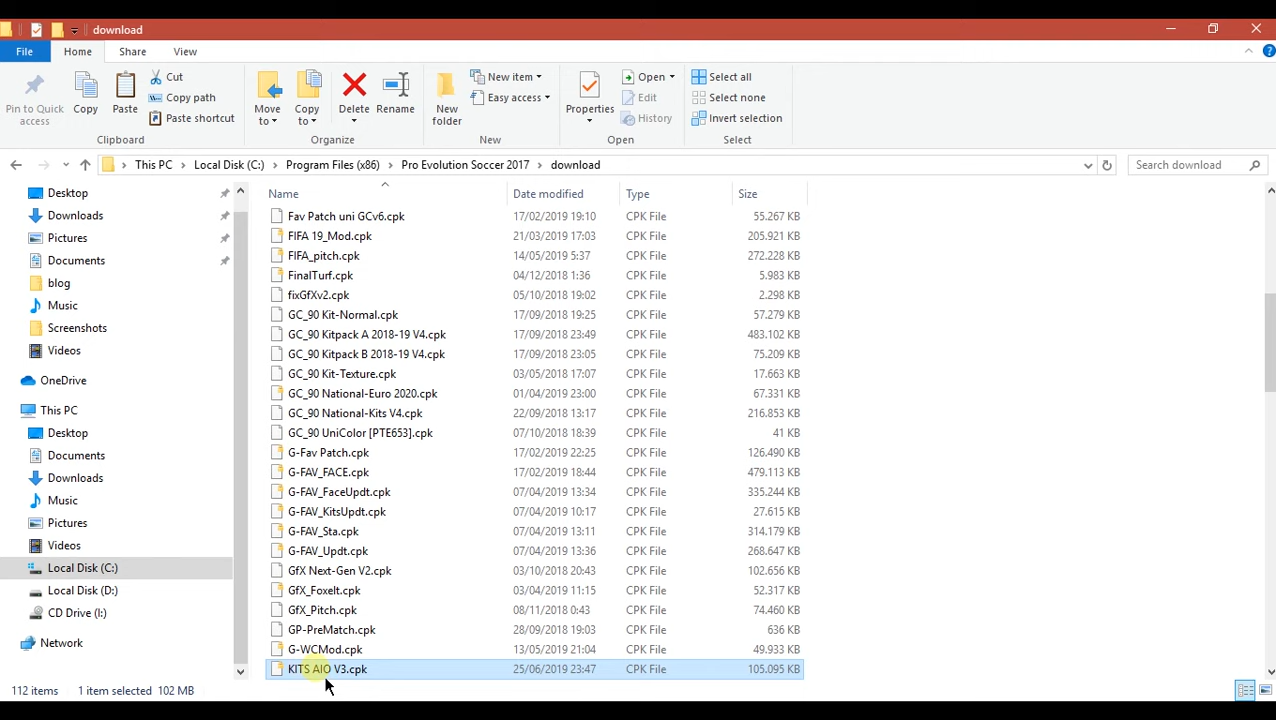 download
File Home Share View
Pin to Quick access
Copy
Paste
Cut
Copy path
Paste shortcut
Clipboard
Move to
Copy to
Delete
Rename
Organize
New folder
New item
Easy access
New
Properties
Open
Edit
History
Open
Select all
Select none
Invert selection
Select
This PC Local Disk (C:) Program Files (x86) Pro Evolution Soccer 2017 download
Search download
Desktop
Downloads
Pictures
Documents
blog
Music
Screenshots
Videos
OneDrive
This PC
Desktop
Documents
Downloads
Music
Pictures
Videos
Local Disk (C:)
Local Disk (D:)
CD Drive (I:)
Network
Name Date modified Type Size
Fav Patch uni GCv6.cpk 17/02/2019 19:10 CPK File 55.267 KB
FIFA 19_Mod.cpk 21/03/2019 17:03 CPK File 205.921 KB
FIFA_pitch.cpk 14/05/2019 5:37 CPK File 272.228 KB
FinalTurf.cpk 04/12/2018 1:36 CPK File 5.983 KB
fixGfXv2.cpk 05/10/2018 19:02 CPK File 2.298 KB
GC_90 Kit-Normal.cpk 17/09/2018 19:25 CPK File 57.279 KB
GC_90 Kitpack A 2018-19 V4.cpk 17/09/2018 23:49 CPK File 483.102 KB
GC_90 Kitpack B 2018-19 V4.cpk 17/09/2018 23:05 CPK File 75.209 KB
GC_90 Kit-Texture.cpk 03/05/2018 17:07 CPK File 17.663 KB
GC_90 National-Euro 2020.cpk 01/04/2019 23:00 CPK File 67.331 KB
GC_90 National-Kits V4.cpk 22/09/2018 13:17 CPK File 216.853 KB
GC_90 UniColor [PTE653].cpk 07/10/2018 18:39 CPK File 41 KB
G-Fav Patch.cpk 17/02/2019 22:25 CPK File 126.490 KB
G-FAV_FACE.cpk 17/02/2019 18:44 CPK File 479.113 KB
G-FAV_FaceUpdt.cpk 07/04/2019 13:34 CPK File 335.244 KB
G-FAV_KitsUpdt.cpk 07/04/2019 10:17 CPK File 27.615 KB
G-FAV_Sta.cpk 07/04/2019 13:11 CPK File 314.179 KB
G-FAV_Updt.cpk 07/04/2019 13:36 CPK File 268.647 KB
GfX Next-Gen V2.cpk 03/10/2018 20:43 CPK File 102.656 KB
GfX_FoxeIt.cpk 03/04/2019 11:15 CPK File 52.317 KB
GfX_Pitch.cpk 08/11/2018 0:43 CPK File 74.460 KB
GP-PreMatch.cpk 28/09/2018 19:03 CPK File 636 KB
G-WCMod.cpk 13/05/2019 21:04 CPK File 49.933 KB
KITS AIO V3.cpk 25/06/2019 23:47 CPK File 105.095 KB
112 items 1 item selected 102 MB